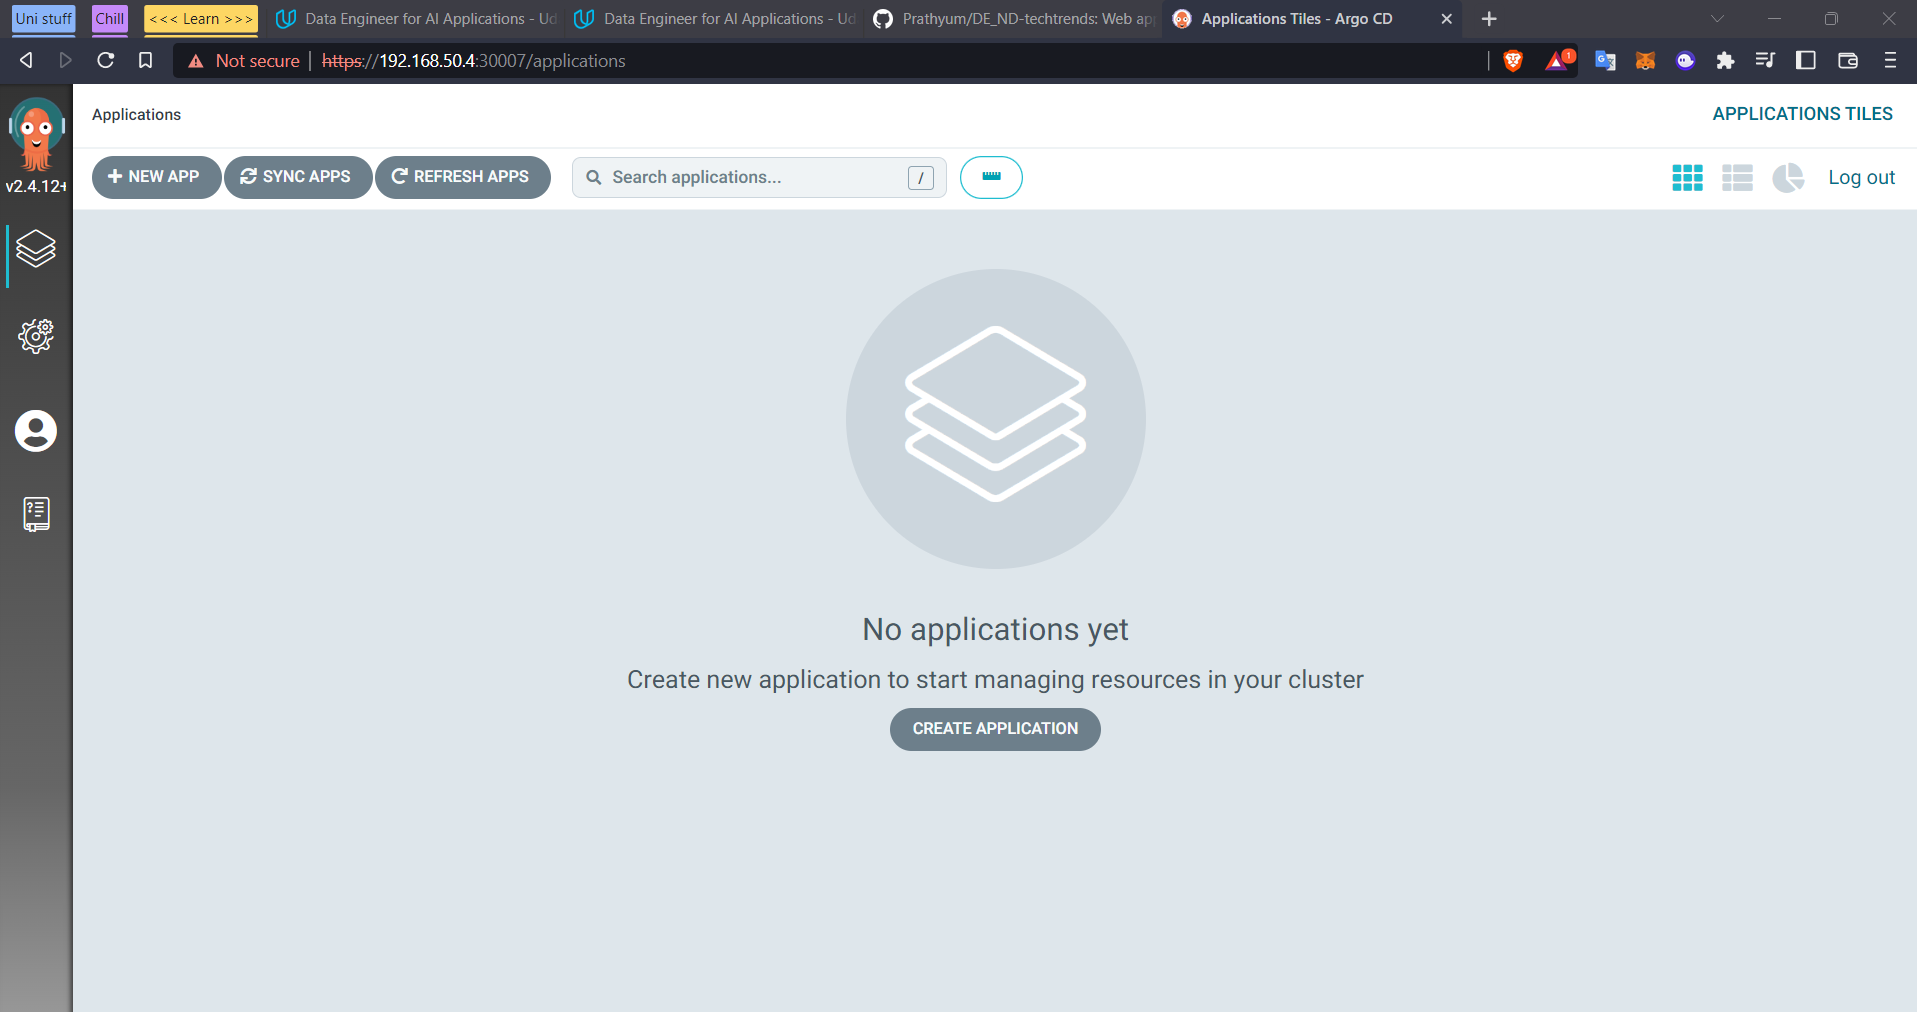 Uni stuff
Chill
<<< Learn >>>
Data Engineer for AI Applications - Ud
Data Engineer for AI Applications - Ud
Prathyum/DE_ND-techtrends: Web app
Applications Tiles - Argo CD
Not secure
https://192.168.50.4:30007/applications
1
v2.4.12+
Applications
APPLICATIONS TILES
NEW APP
SYNC APPS
REFRESH APPS
Search applications...
/
Log out
No applications yet
Create new application to start managing resources in your cluster
CREATE APPLICATION